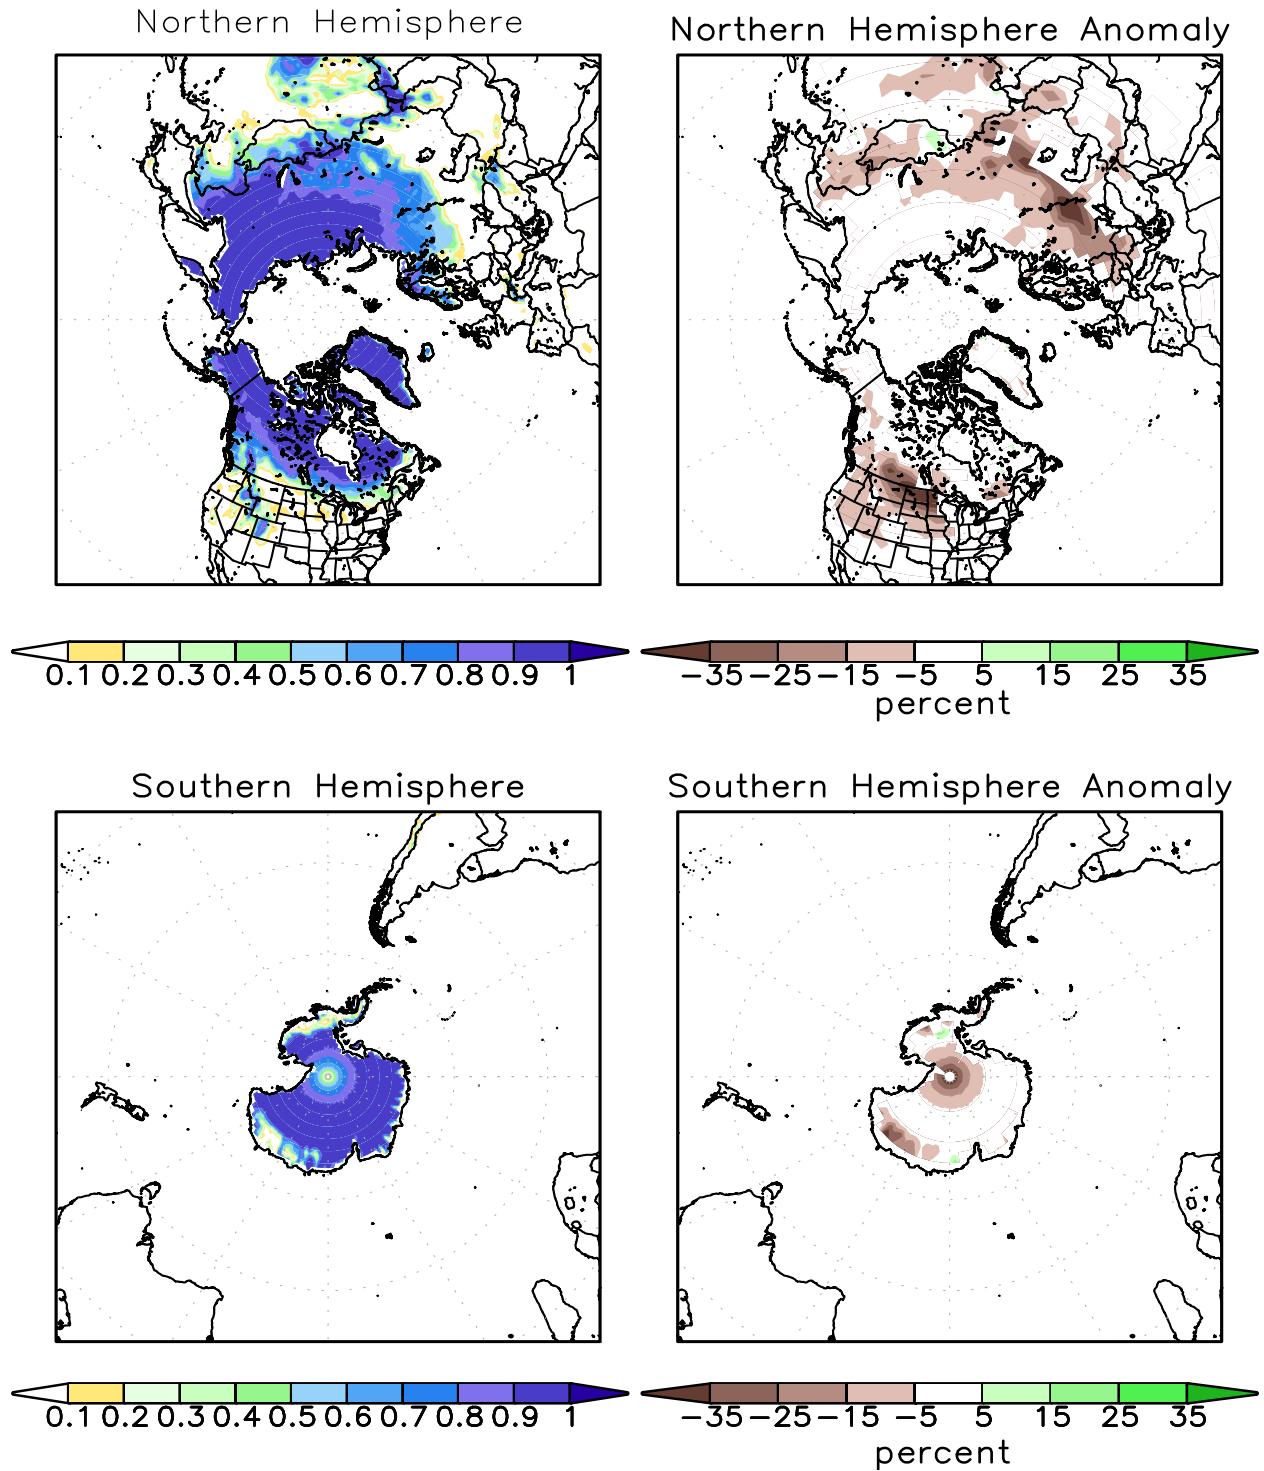 Northern Hemisphere
Northern Hemisphere Anomaly
0.1 0.2 0.3 0.4 0.5 0.6 0.7 0.8 0.9 1
-35 -25 -15 -5 5 15 25 35
percent
Southern Hemisphere
Southern Hemisphere Anomaly
0.1 0.2 0.3 0.4 0.5 0.6 0.7 0.8 0.9 1
-35 -25 -15 -5 5 15 25 35
percent